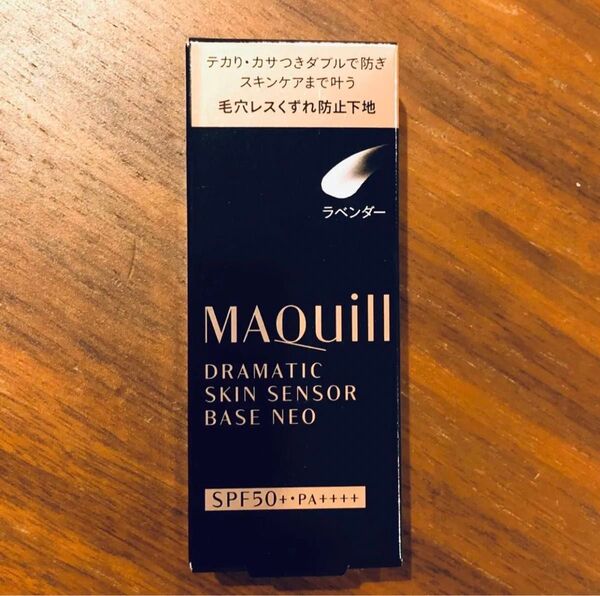 テカり・カサつきダブルで防ぎ
スキンケアまで叶う
毛穴レスくずれ防止下地
ラベンダー
MAQuill
DRAMATIC
SKIN SENSOR
BASE NEO
SPF50+・PA++++